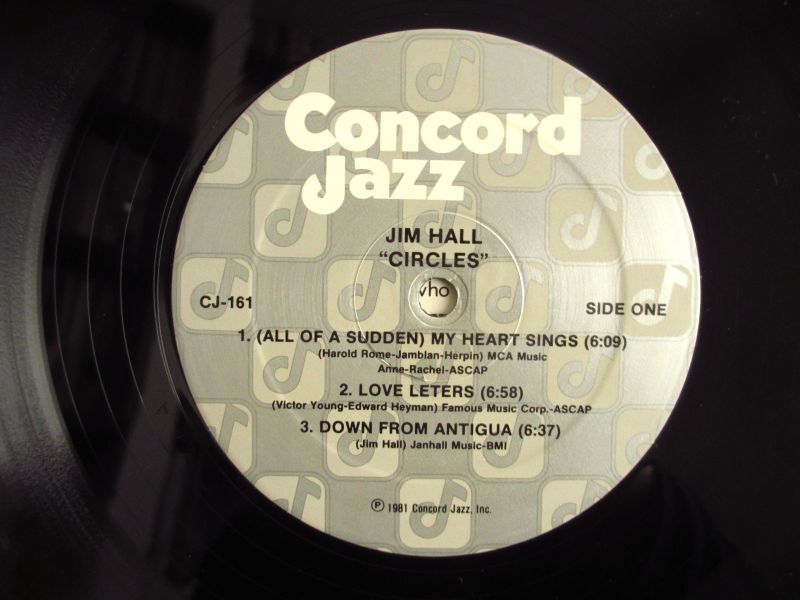 Concord
Jazz
JIM HALL
“CIRCLES”
vho
CJ-161
SIDE ONE
1. (ALL OF A SUDDEN) MY HEART SINGS (6:09)
(Harold Rome-Jamblan-Herpin) MCA Music
Anne-Rachel-ASCAP
2. LOVE LETERS (6:58)
(Victor Young-Edward Heyman) Famous Music Corp.-ASCAP
3. DOWN FROM ANTIGUA (6:37)
(Jim Hall) Janhall Music-BMI
℗ 1981 Concord Jazz, Inc.